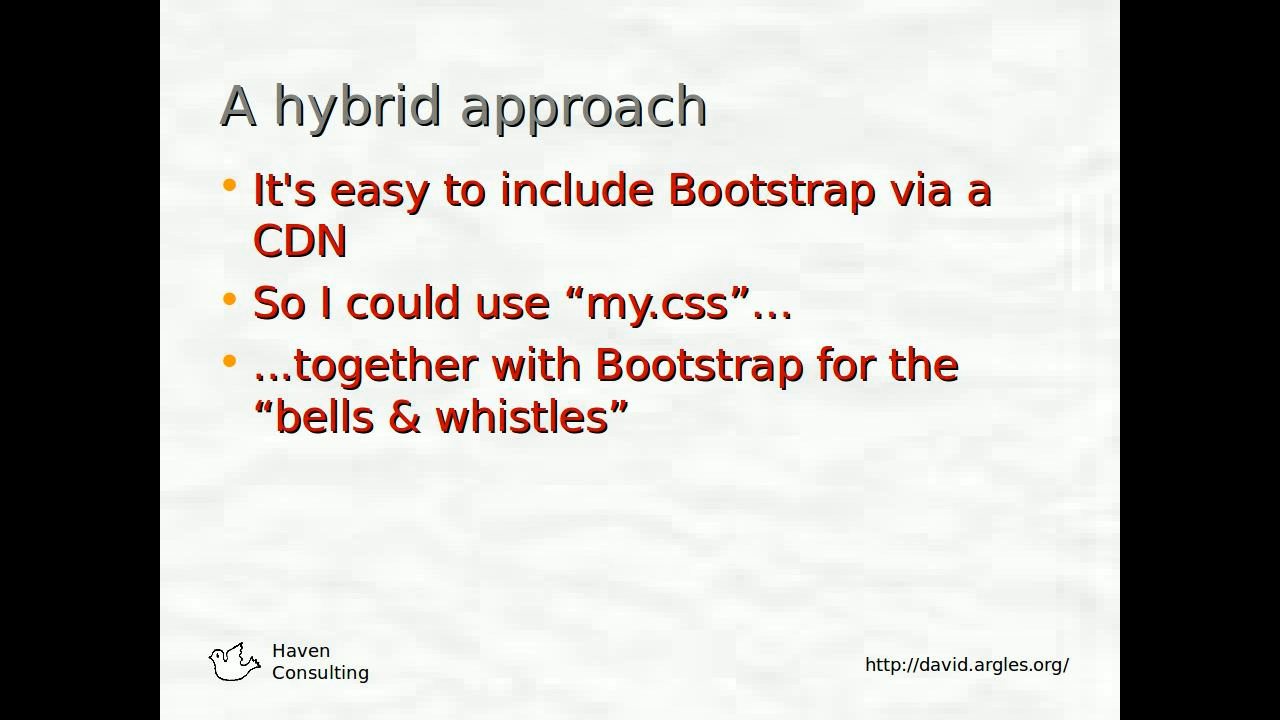 A hybrid approach
• It's easy to include Bootstrap via a
CDN
• So I could use “my.css”...
• ...together with Bootstrap for the
“bells & whistles”
Haven
Consulting
http://david.argles.org/